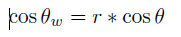 cos θ_w = r * cos θ